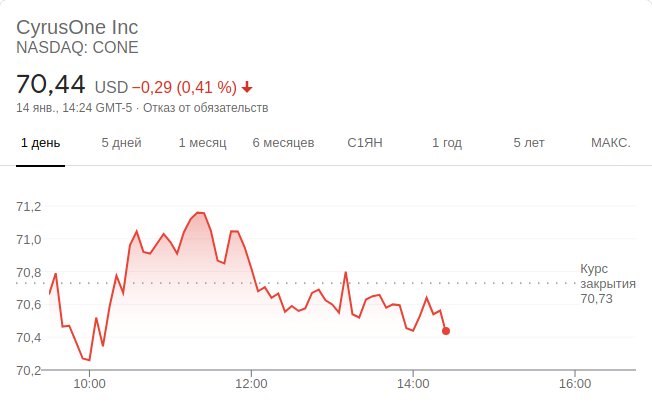 CyrusOne Inc
NASDAQ: CONE
70,44 USD −0,29 (0,41 %)
14 янв., 14:24 GMT-5 · Отказ от обязательств
1 день 5 дней 1 месяц 6 месяцев С1ЯН 1 год 5 лет МАКС.
71,2
71,0
70,8
70,6
70,4
70,2
Курс
закрытия
70,73
10:00 12:00 14:00 16:00